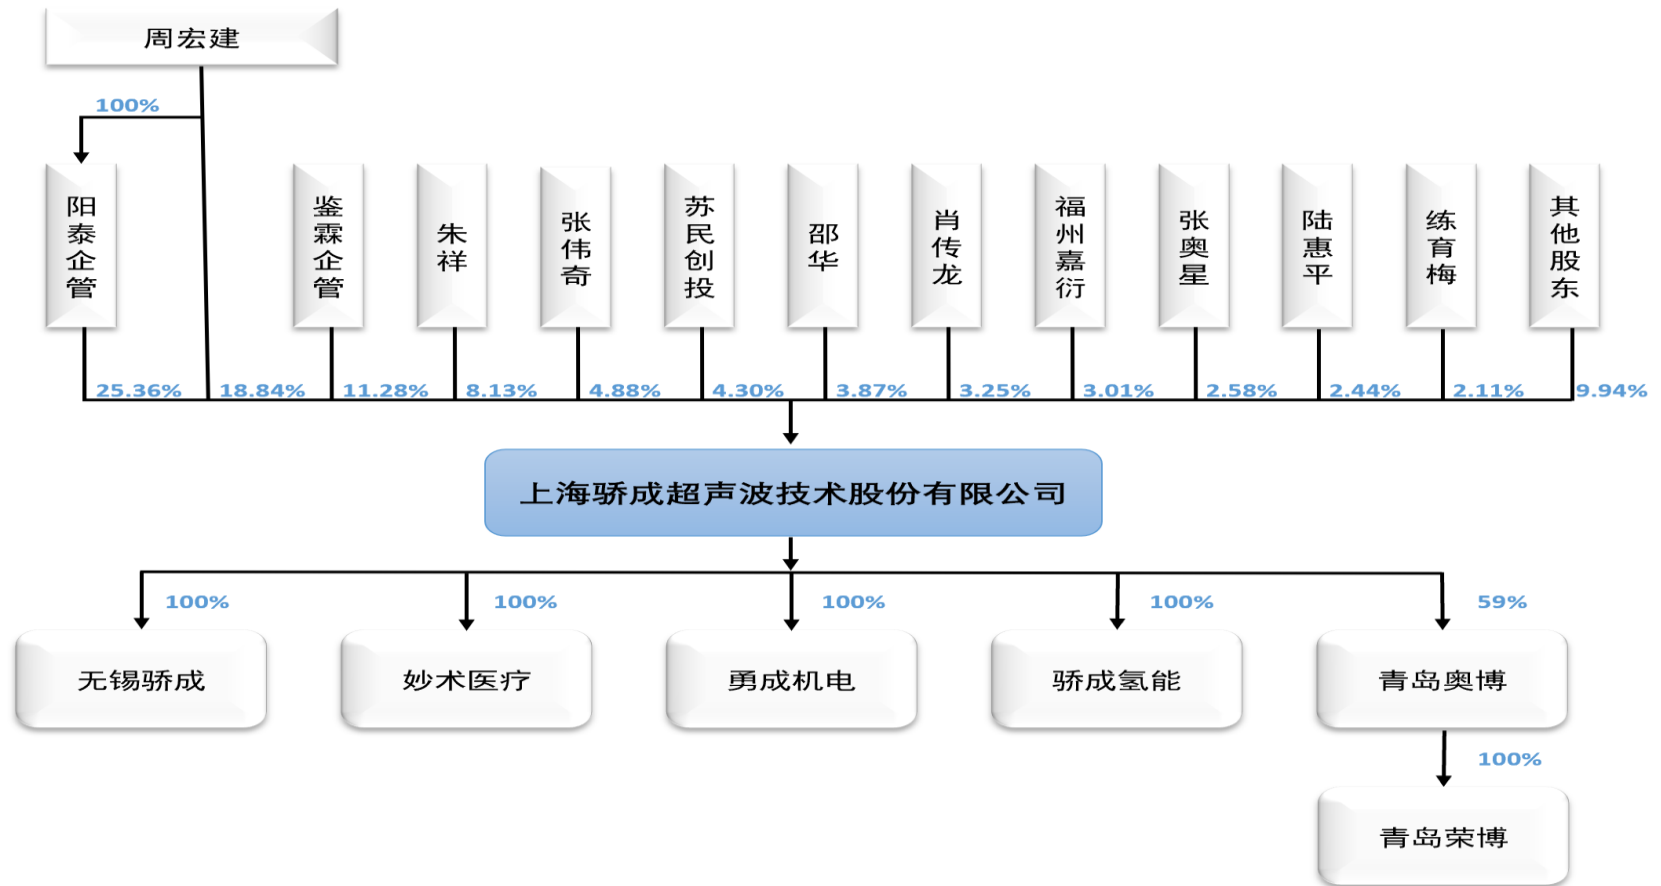 周宏建
100%
阳泰企管
鉴霖企管
朱祥
张伟奇
苏民创投
邵华
肖传龙
福州嘉衍
张奥星
陆惠平
练育梅
其他股东
25.36%
18.84%
11.28%
8.13%
4.88%
4.30%
3.87%
3.25%
3.01%
2.58%
2.44%
2.11%
9.94%
上海骄成超声波技术股份有限公司
100%
100%
100%
100%
59%
无锡骄成
妙术医疗
勇成机电
骄成氢能
青岛奥博
100%
青岛荣博